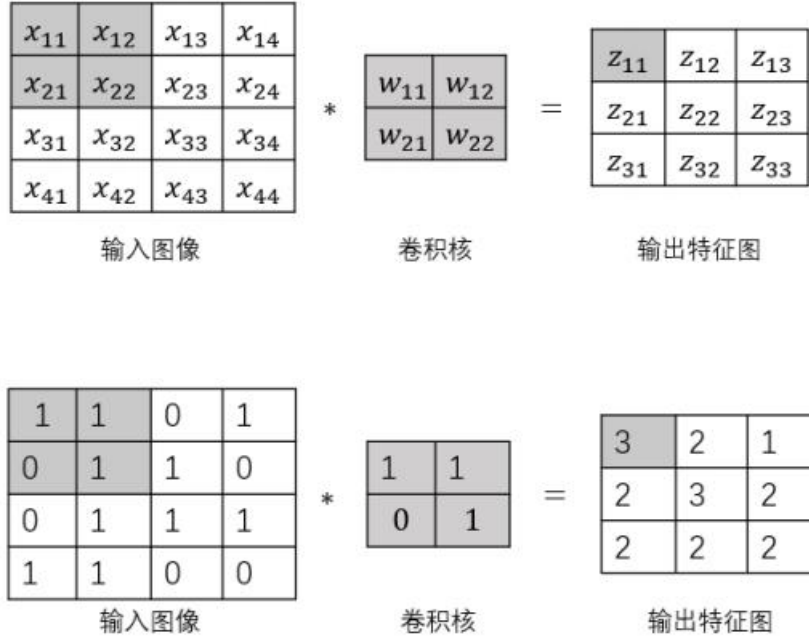 x₁₁ x₁₂ x₁₃ x₁₄
x₂₁ x₂₂ x₂₃ x₂₄
x₃₁ x₃₂ x₃₃ x₃₄
x₄₁ x₄₂ x₄₃ x₄₄
*
w₁₁ w₁₂
w₂₁ w₂₂
=
z₁₁ z₁₂ z₁₃
z₂₁ z₂₂ z₂₃
z₃₁ z₃₂ z₃₃
输入图像 卷积核 输出特征图
1 1 0 1
0 1 1 0
0 1 1 1
1 1 0 0
*
1 1
0 1
=
3 2 1
2 3 2
2 2 2
输入图像 卷积核 输出特征图